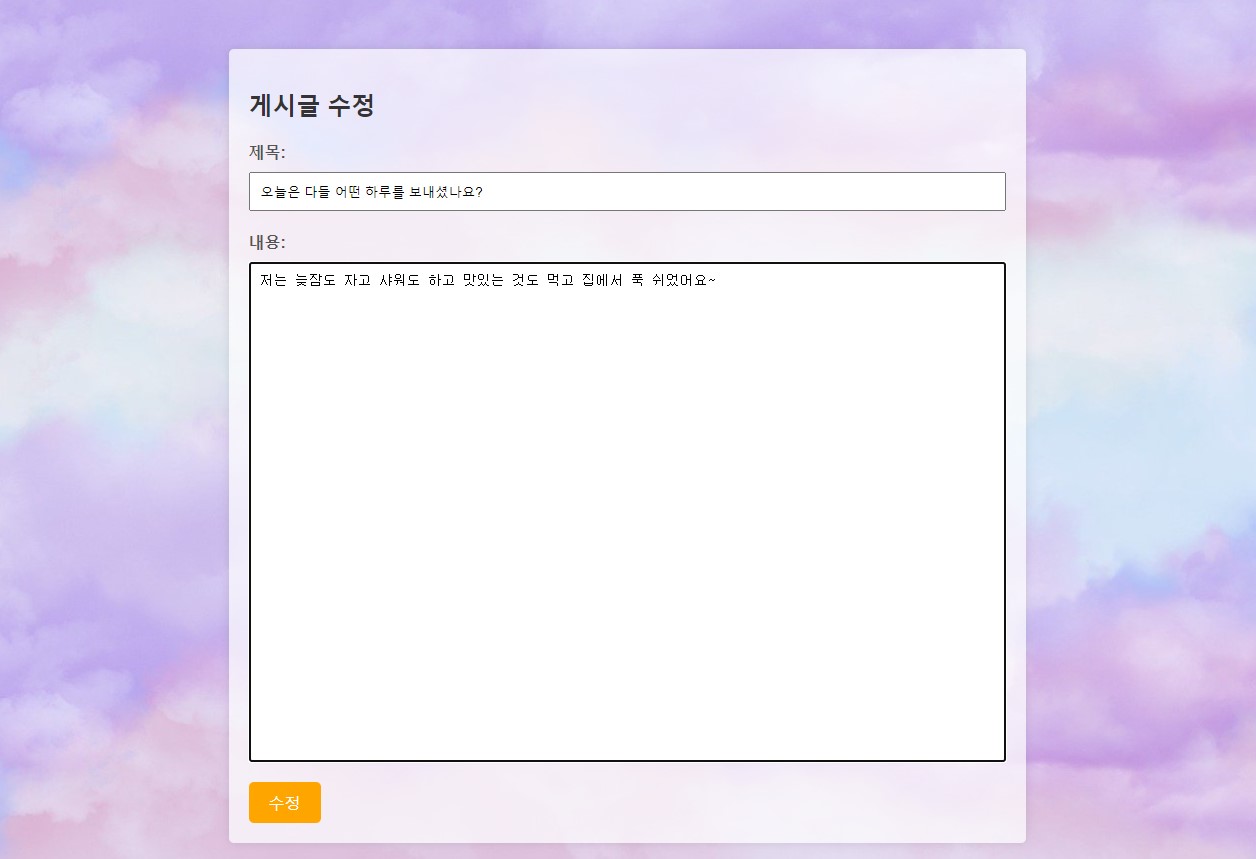 게시글 수정
제목:
오늘은 다들 어떤 하루를 보내셨나요?
내용:
저는 늦잠도 자고 샤워도 하고 맛있는 것도 먹고 집에서 푹 쉬었어요~
수정